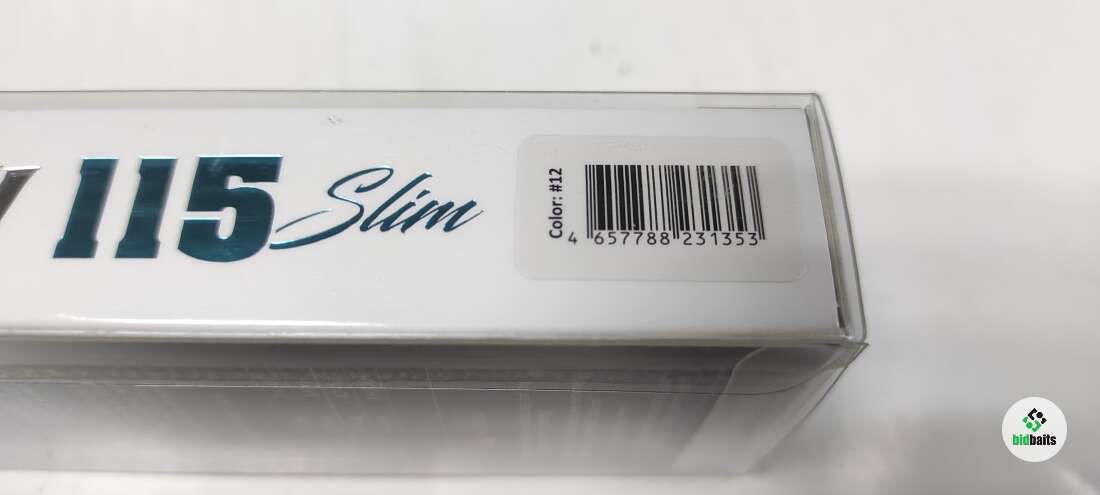 115 Slim
Color: #12
4 657788 231353
bidbaits